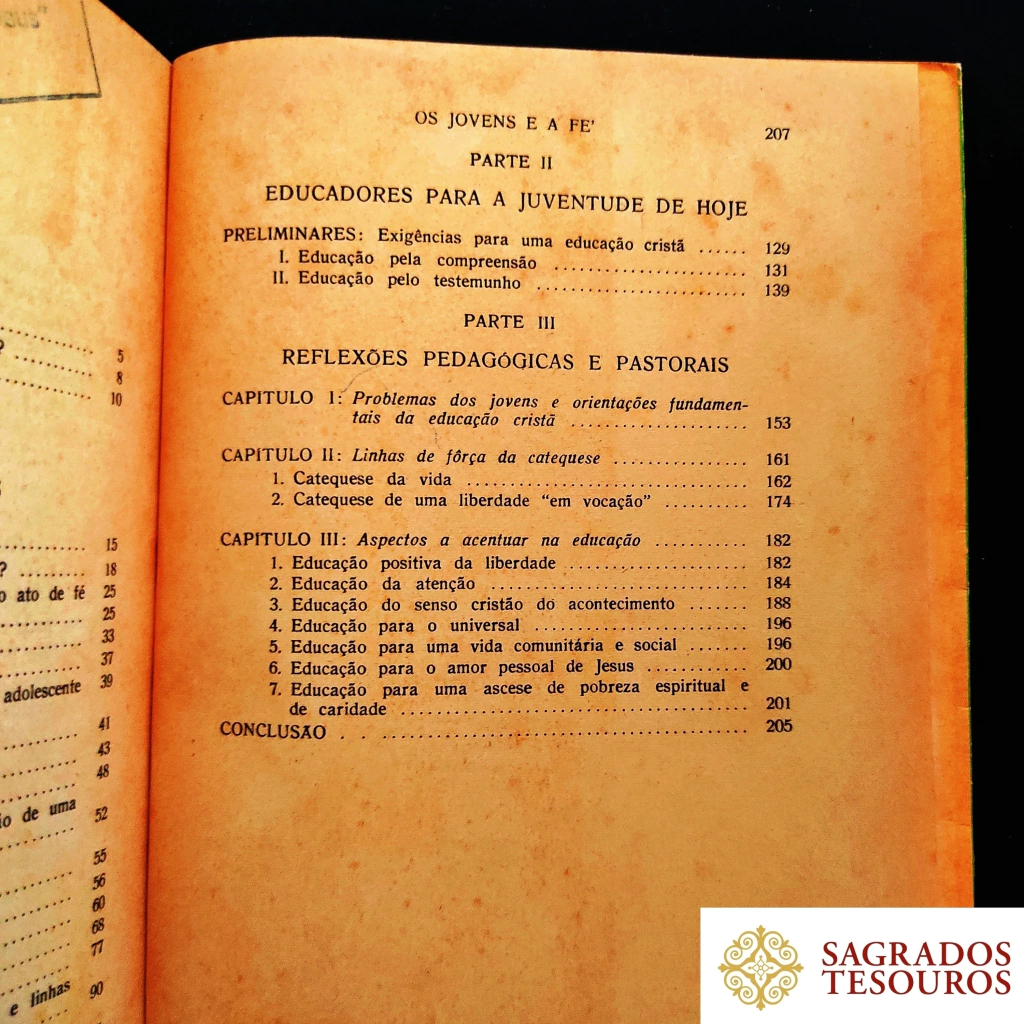 5
?
8
10
15
? 18
o ato de fé 25
25
33
37
adolescente 39
41
43
48
de uma
52
55
56
60
68
77
e linhas 90
OS JOVENS E A FE' 207
PARTE II
EDUCADORES PARA A JUVENTUDE DE HOJE
PRELIMINARES: Exigências para uma educação cristã ...... 129
I. Educação pela compreensão ........................ 131
II. Educação pelo testemunho .......................... 139
PARTE III
REFLEXÕES PEDAGÓGICAS E PASTORAIS
CAPITULO I: Problemas dos jovens e orientações fundamen-
tais da educação cristã ...................... 153
CAPITULO II: Linhas de fôrça da catequese ................ 161
1. Catequese da vida .................................. 162
2. Catequese de uma liberdade "em vocação" .......... 174
CAPITULO III: Aspectos a acentuar na educação ........... 182
1. Educação positiva da liberdade ...................... 182
2. Educação da atenção ................................ 184
3. Educação do senso cristão do acontecimento ....... 188
4. Educação para o universal .......................... 196
5. Educação para uma vida comunitária e social ....... 196
6. Educação para o amor pessoal de Jesus ............ 200
7. Educação para uma ascese de pobreza espiritual e
de caridade ........................................... 201
CONCLUSÃO . . ............................................ 205
SAGRADOS
TESOUROS